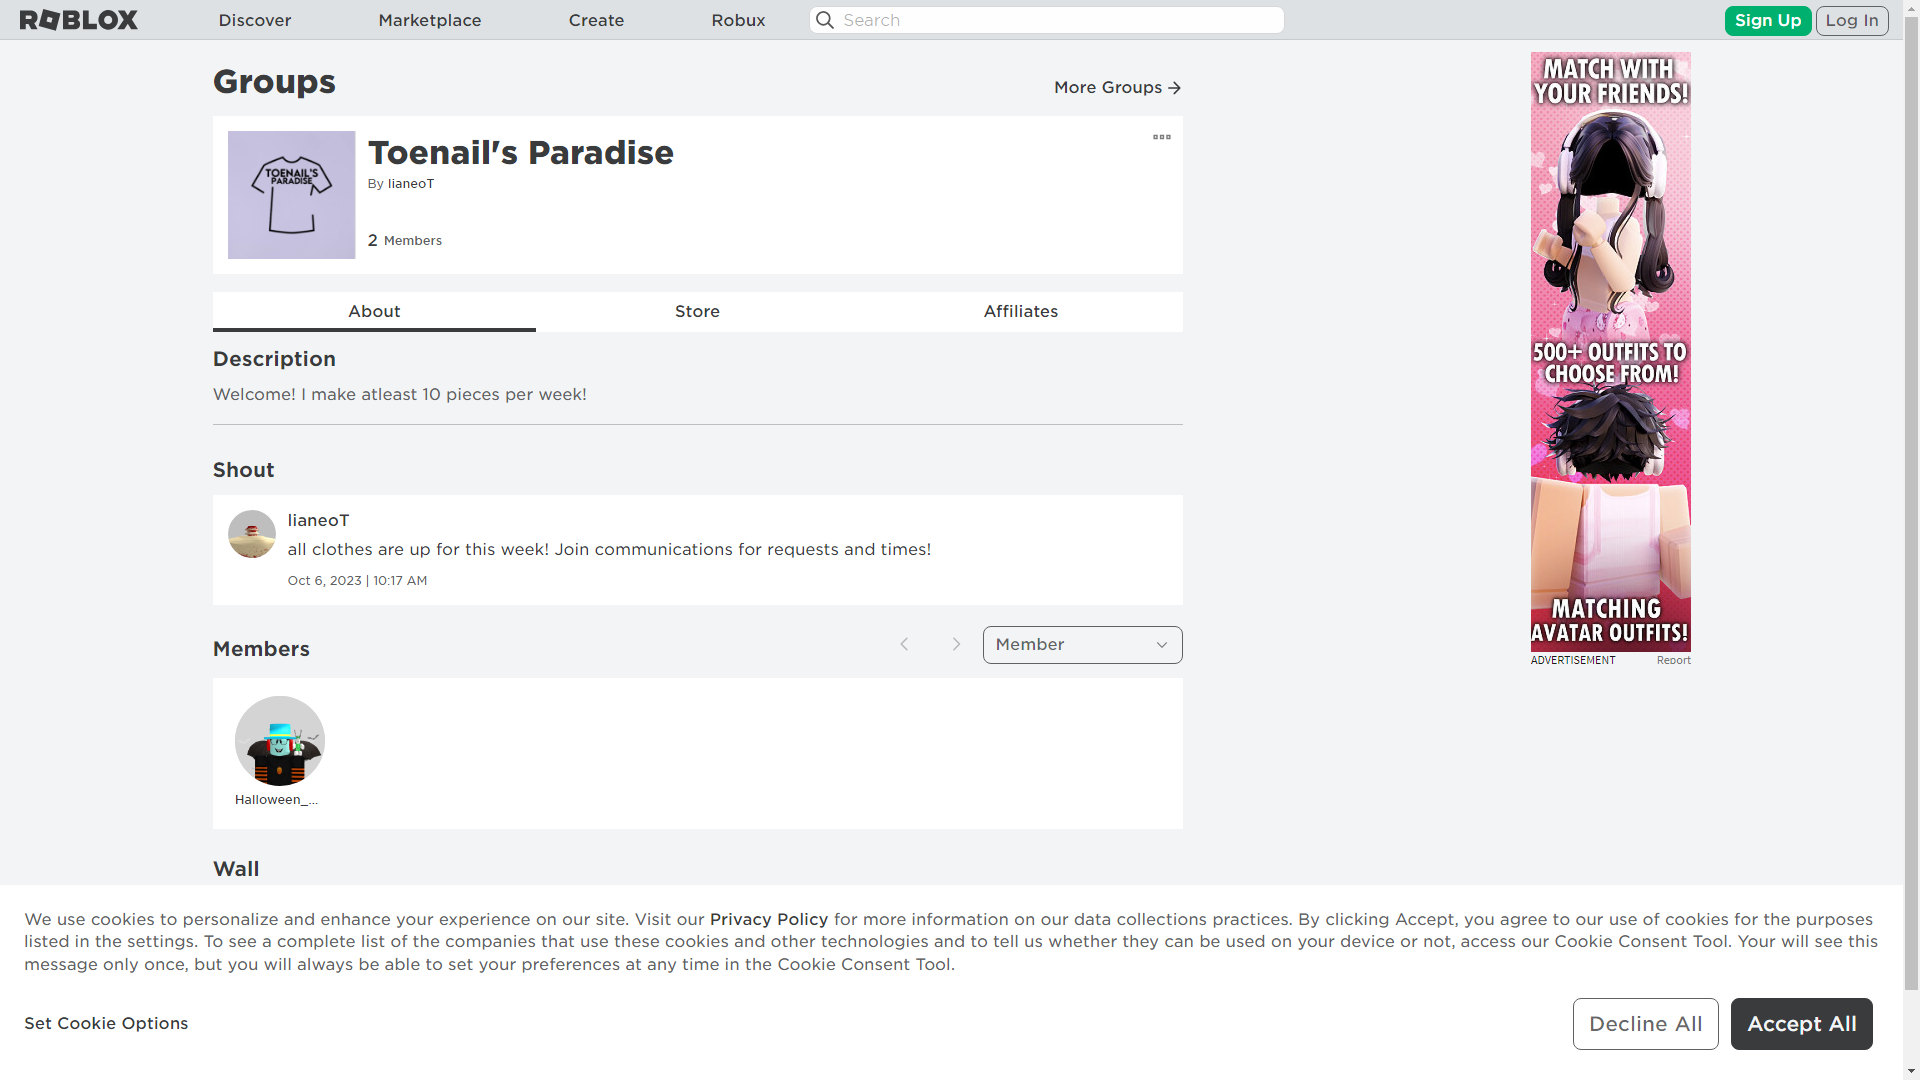 ROBLOX
Discover
Marketplace
Create
Robux
Search
Sign Up
Log In
Groups
More Groups
TOENAIL'S
PARADISE
Toenail's Paradise
By lianeoT
2 Members
About
Store
Affiliates
Description
Welcome! I make atleast 10 pieces per week!
Shout
lianeoT
all clothes are up for this week! Join communications for requests and times!
Oct 6, 2023 | 10:17 AM
Members
Member
Halloween_...
Wall
MATCH WITH
YOUR FRIENDS!
500+ OUTFITS TO
CHOOSE FROM!
MATCHING
AVATAR OUTFITS!
ADVERTISEMENT
Report
We use cookies to personalize and enhance your experience on our site. Visit our Privacy Policy for more information on our data collections practices. By clicking Accept, you agree to our use of cookies for the purposes
listed in the settings. To see a complete list of the companies that use these cookies and other technologies and to tell us whether they can be used on your device or not, access our Cookie Consent Tool. Your will see this
message only once, but you will always be able to set your preferences at any time in the Cookie Consent Tool.
Set Cookie Options
Decline All
Accept All